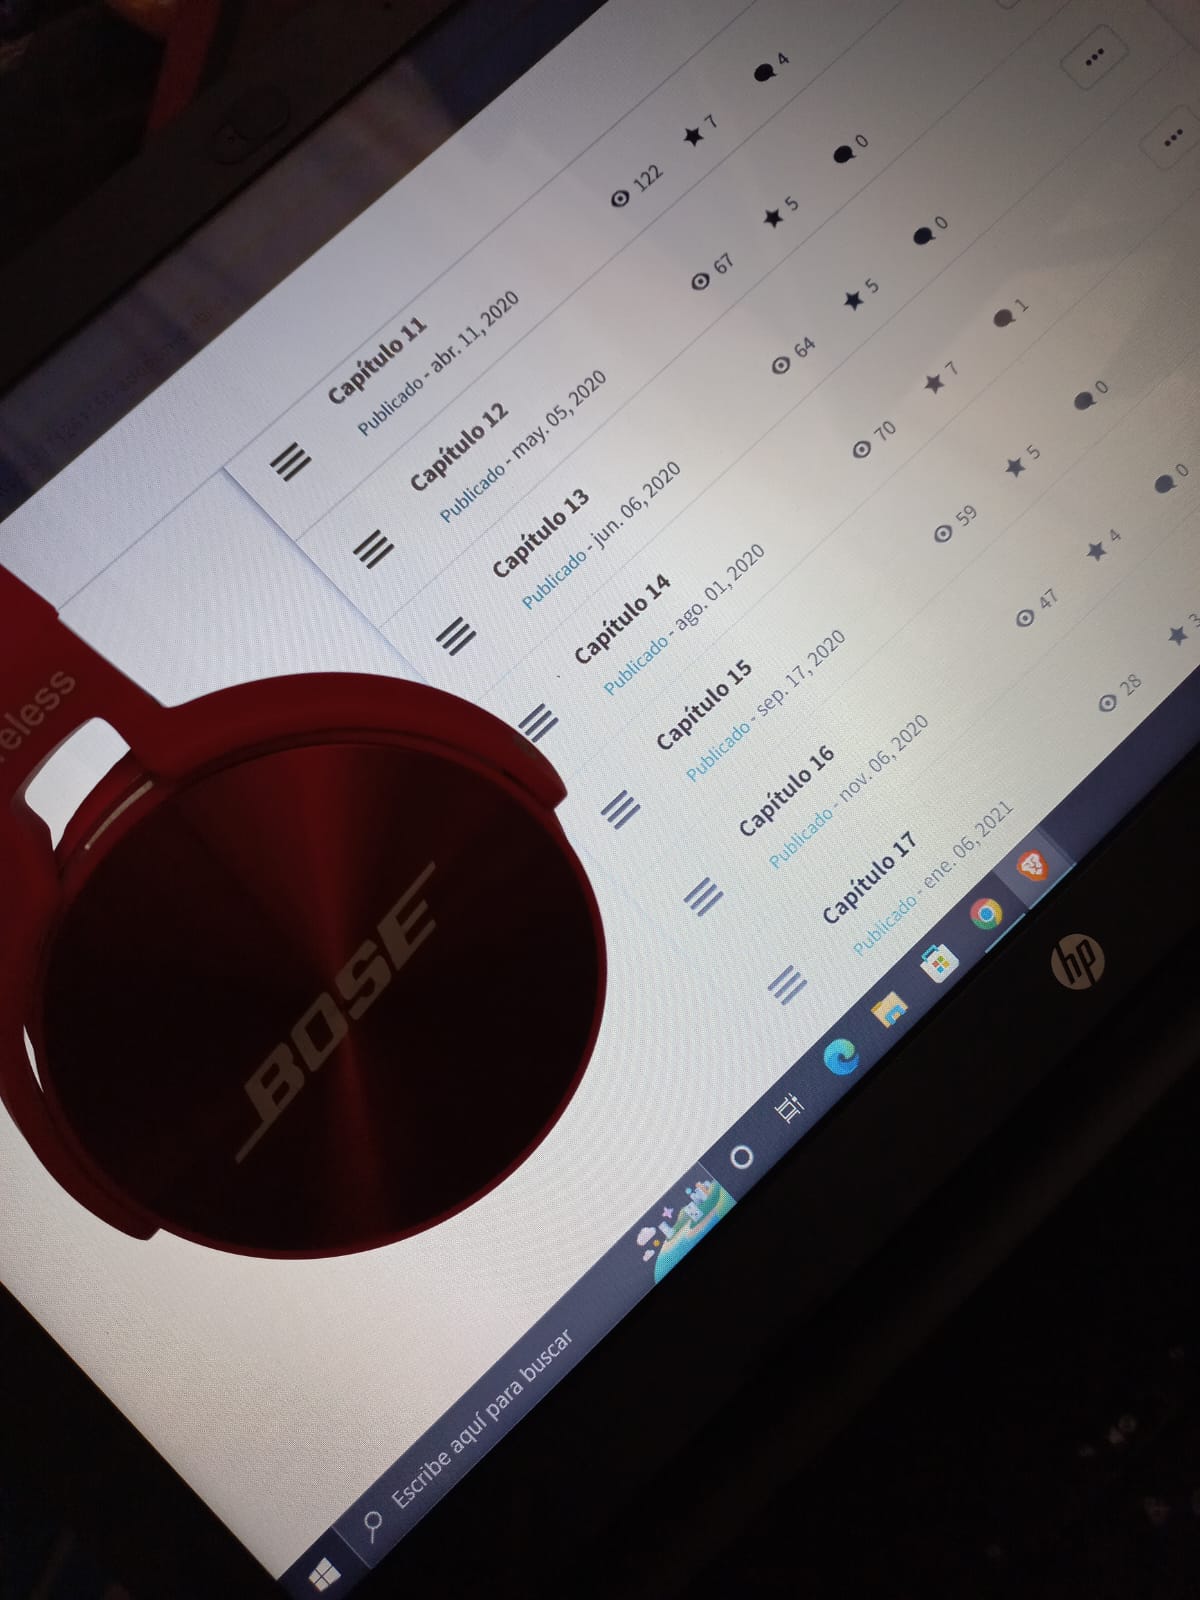 Capítulo 11
Publicado - abr. 11, 2020
122
7
4
Capítulo 12
Publicado - may. 05, 2020
67
5
0
Capítulo 13
Publicado - jun. 06, 2020
64
5
0
Capítulo 14
Publicado - ago. 01, 2020
70
7
1
Capítulo 15
Publicado - sep. 17, 2020
59
5
0
Capítulo 16
Publicado - nov. 06, 2020
47
4
0
Capítulo 17
Publicado - ene. 06, 2021
28
3
eless
BOSE
Escribe aquí para buscar
hp